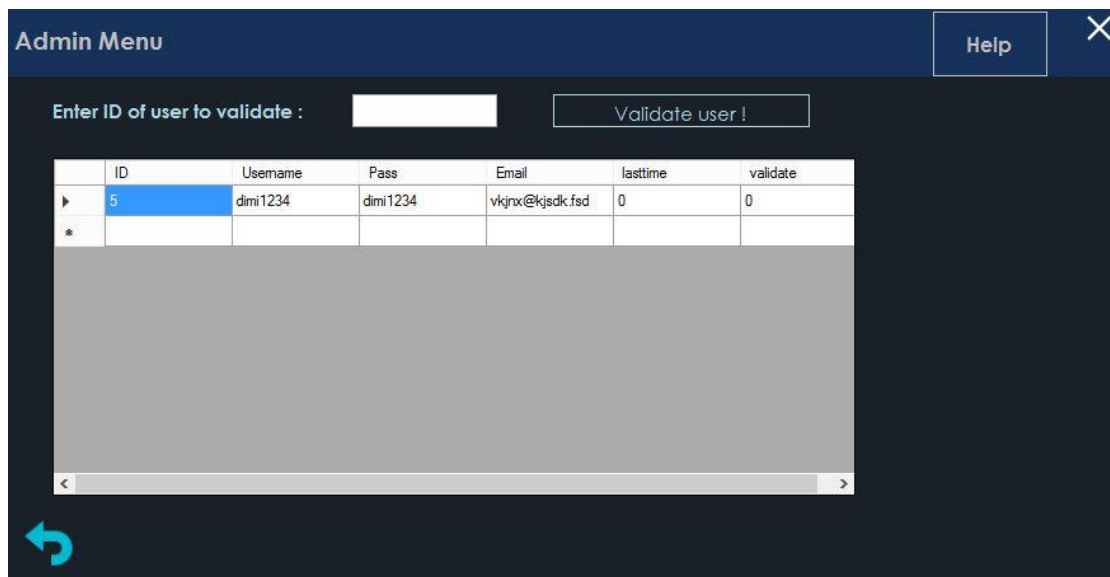 Admin Menu Help
Enter ID of user to validate : Validate user !
ID Username Pass Email lasttime validate
5 dimi1234 dimi1234 vkjnx@kjsdk.fsd 0 0